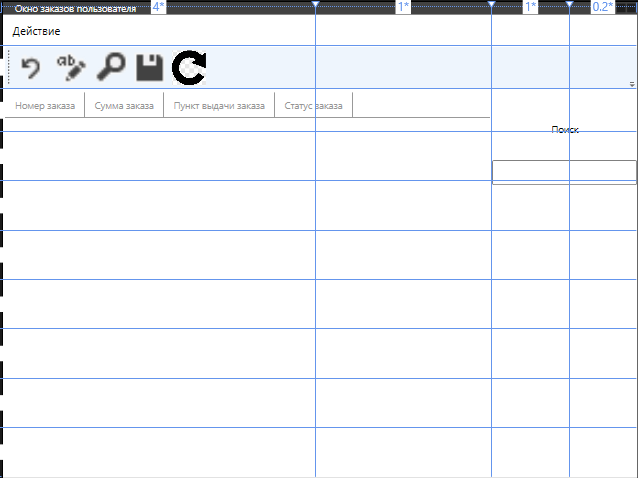 Окно заказов пользователя 4* 1* 1* 0.2*
Действие
ab
Номер заказа Сумма заказа Пункт выдачи заказа Статус заказа
Поиск